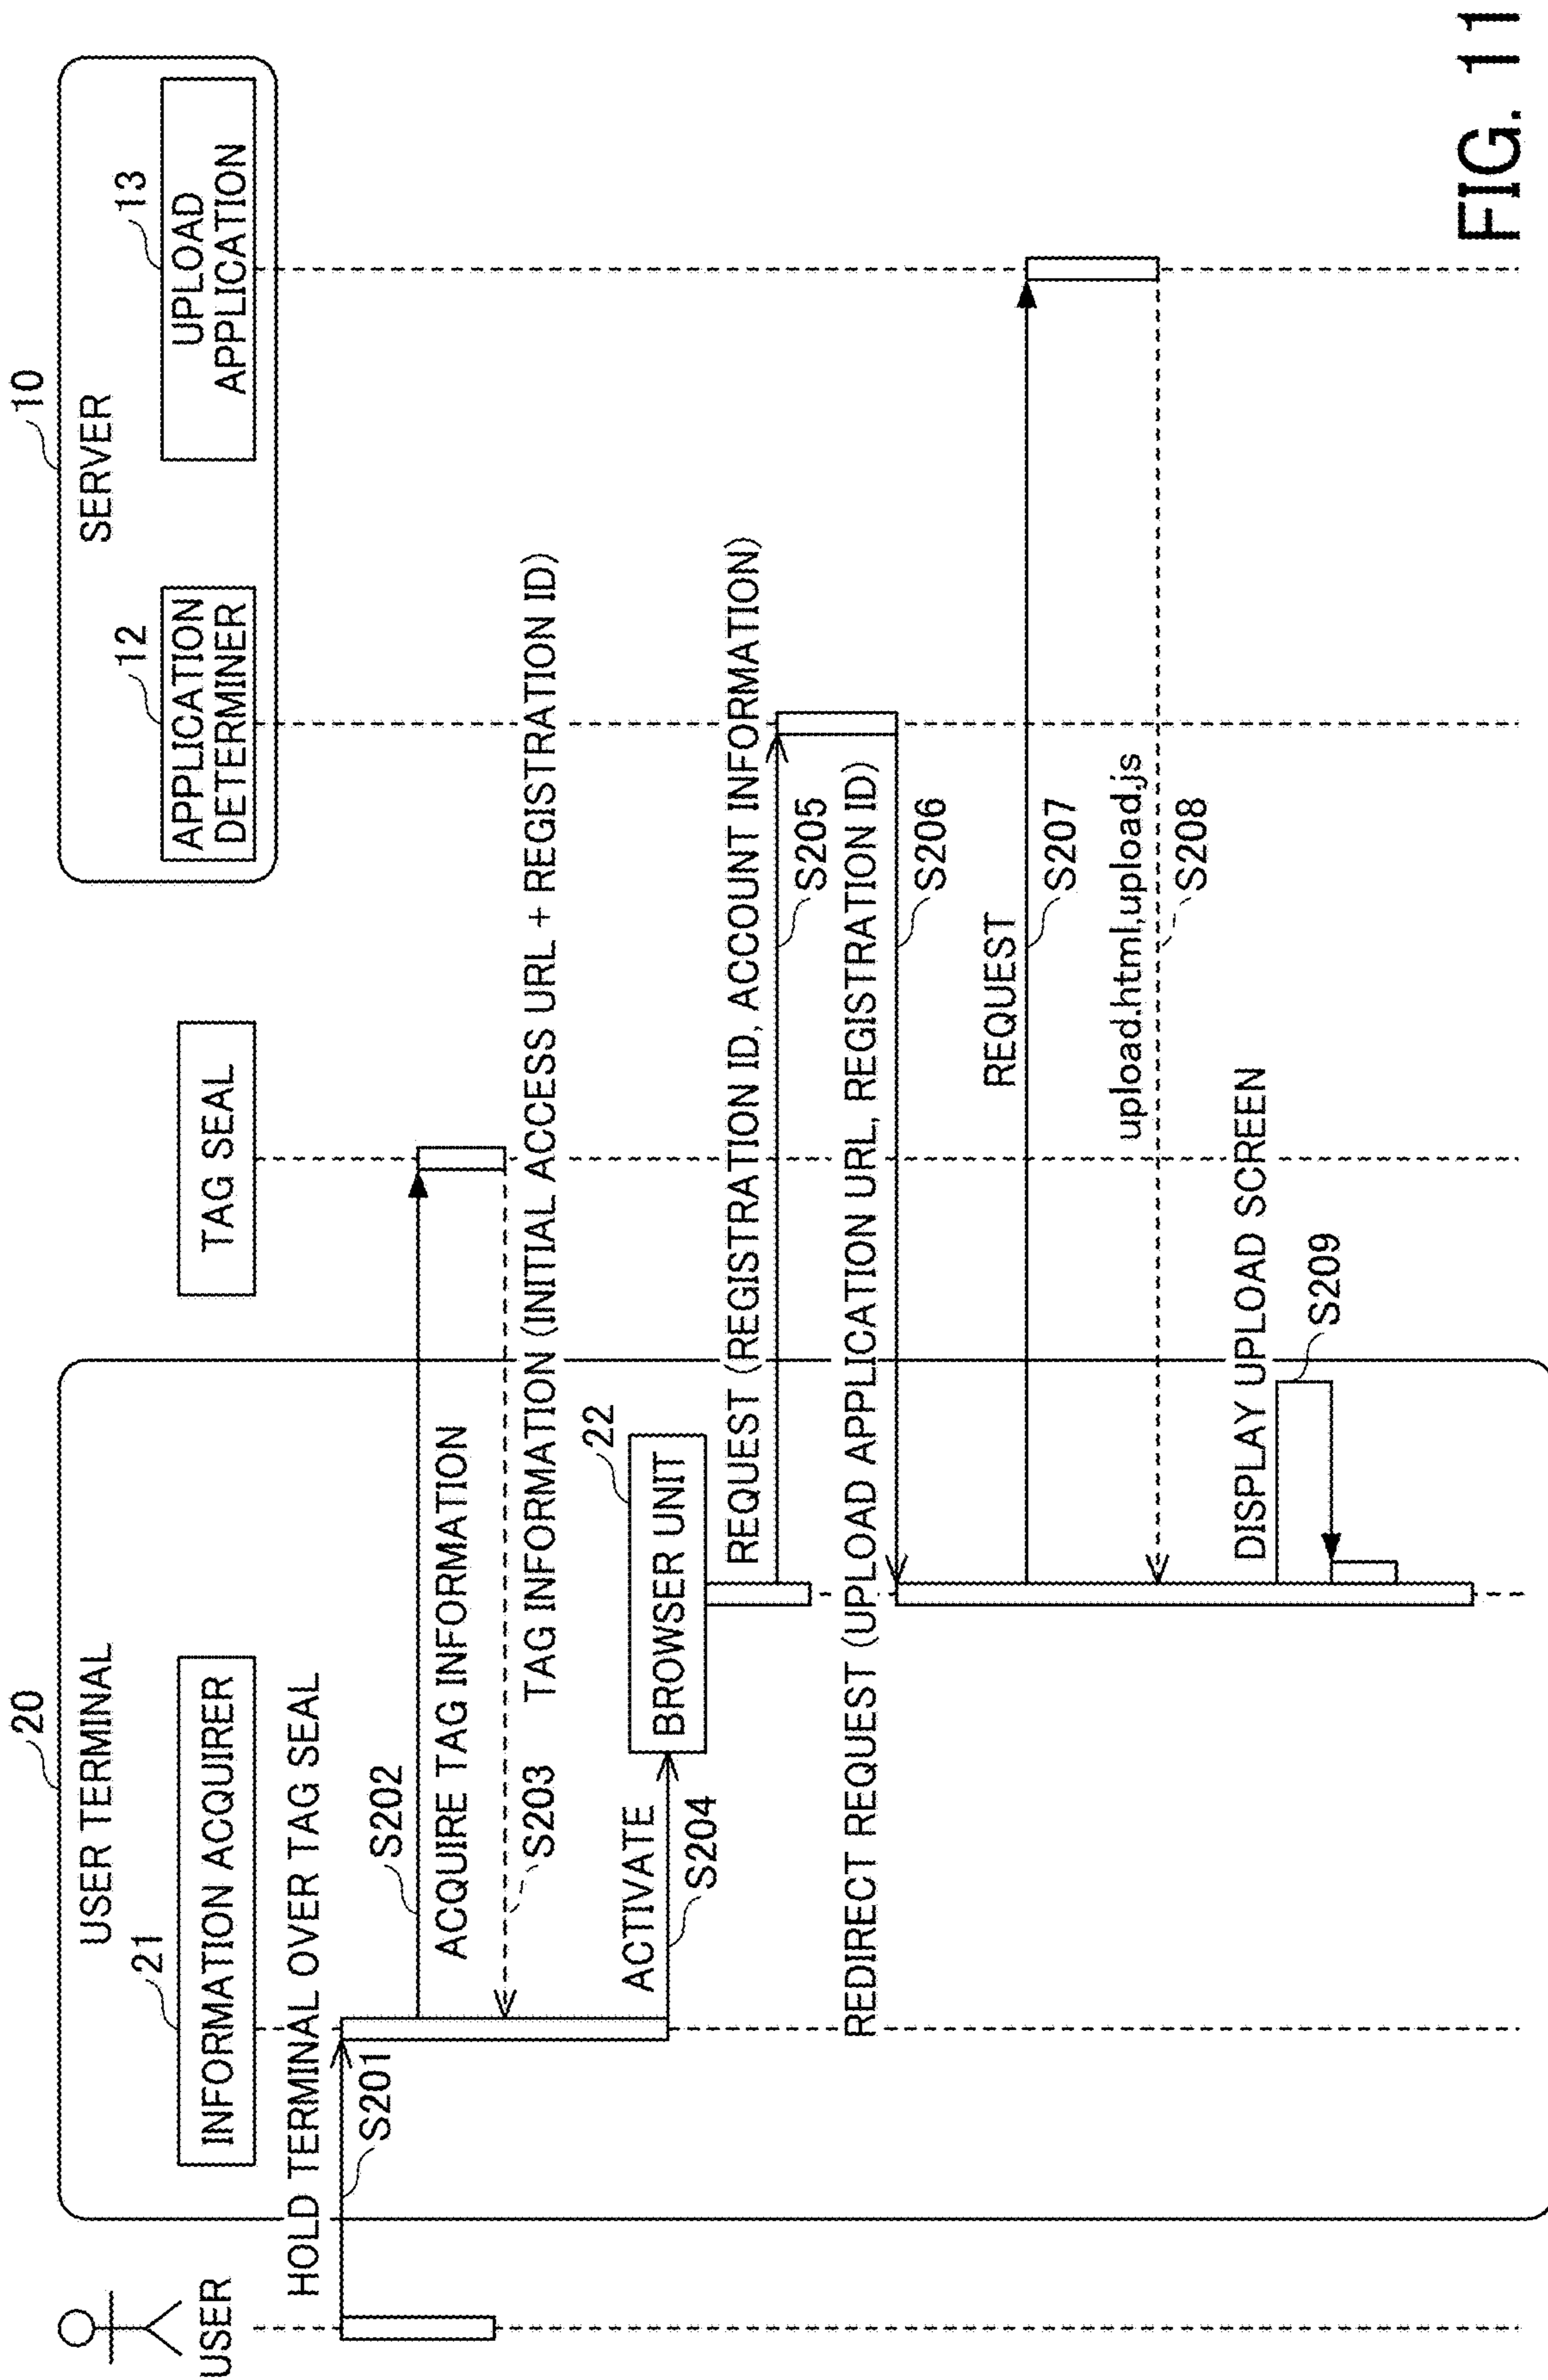 20
10
USER TERMINAL
SERVER
21
12
13
USER
INFORMATION ACQUIRER
TAG SEAL
APPLICATION
DETERMINER
UPLOAD
APPLICATION
HOLD TERMINAL OVER TAG SEAL
S201
S202
ACQUIRE TAG INFORMATION
S203
TAG INFORMATION (INITIAL ACCESS URL + REGISTRATION ID)
22
ACTIVATE
BROWSER UNIT
S204
REQUEST (REGISTRATION ID, ACCOUNT INFORMATION)
S205
REDIRECT REQUEST (UPLOAD APPLICATION URL, REGISTRATION ID)
S206
REQUEST
S207
upload.html,upload.js
S208
DISPLAY UPLOAD SCREEN
S209
FIG. 11